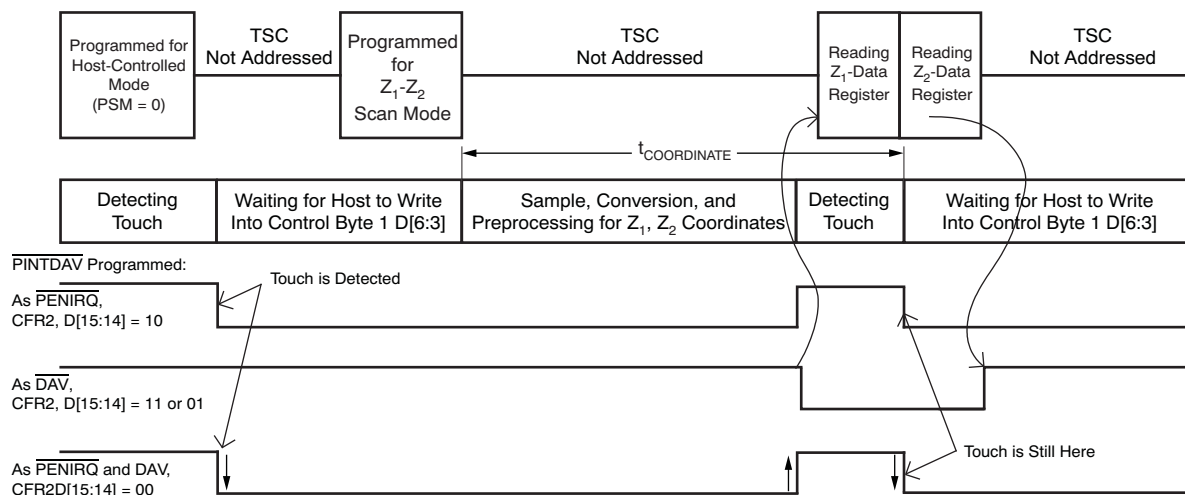 Programmed for
Host-Controlled
Mode
(PSM = 0)
TSC
Not Addressed
Programmed
for
Z1-Z2
Scan Mode
TSC
Not Addressed
Reading
Z1-Data
Register
Reading
Z2-Data
Register
TSC
Not Addressed
tCOORDINATE
Detecting
Touch
Waiting for Host to Write
Into Control Byte 1 D[6:3]
Sample, Conversion, and
Preprocessing for Z1, Z2 Coordinates
Detecting
Touch
Waiting for Host to Write
Into Control Byte 1 D[6:3]
PINTDAV Programmed:
Touch is Detected
As PENIRQ,
CFR2, D[15:14] = 10
As DAV,
CFR2, D[15:14] = 11 or 01
Touch is Still Here
As PENIRQ and DAV,
CFR2D[15:14] = 00